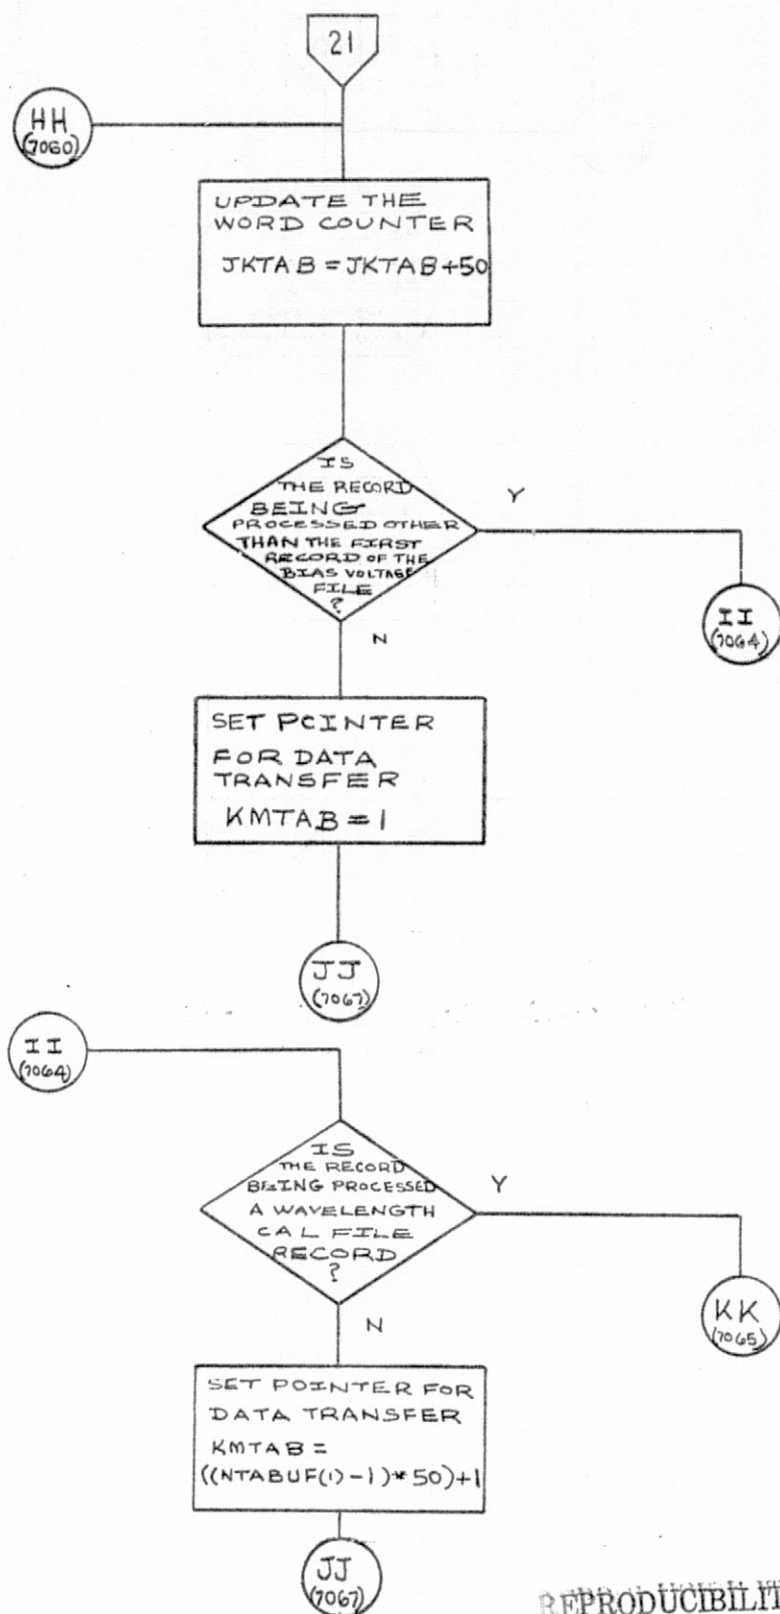 21
HH
(7060)
UPDATE THE
WORD COUNTER
JKTAB = JKTAB+50
IS
THE RECORD
BEING
PROCESSED OTHER
THAN THE FIRST
RECORD OF THE
BIAS VOLTAGE
FILE
?
Y
II
(7064)
N
SET POINTER
FOR DATA
TRANSFER
KMTAB = 1
JJ
(7067)
II
(7064)
IS
THE RECORD
BEING PROCESSED
A WAVELENGTH
CAL FILE
RECORD
?
Y
KK
(7065)
N
SET POINTER FOR
DATA TRANSFER
KMTAB =
((NTABUF(1)-1)*50)+1
JJ
(7067)